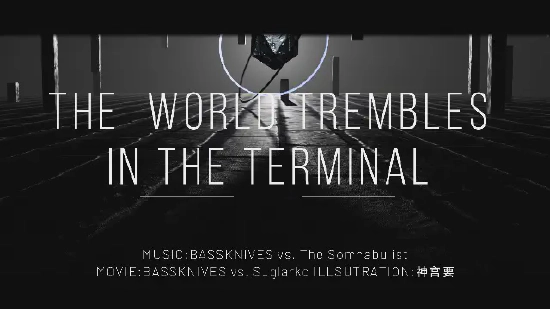 THE WORLD TREMBLES
IN THE TERMINAL
MUSIC:BASSKNIVES vs. The Somnabulist
MOVIE:BASSKNIVES vs. Sugiarko ILLSUTRATION:神宮要